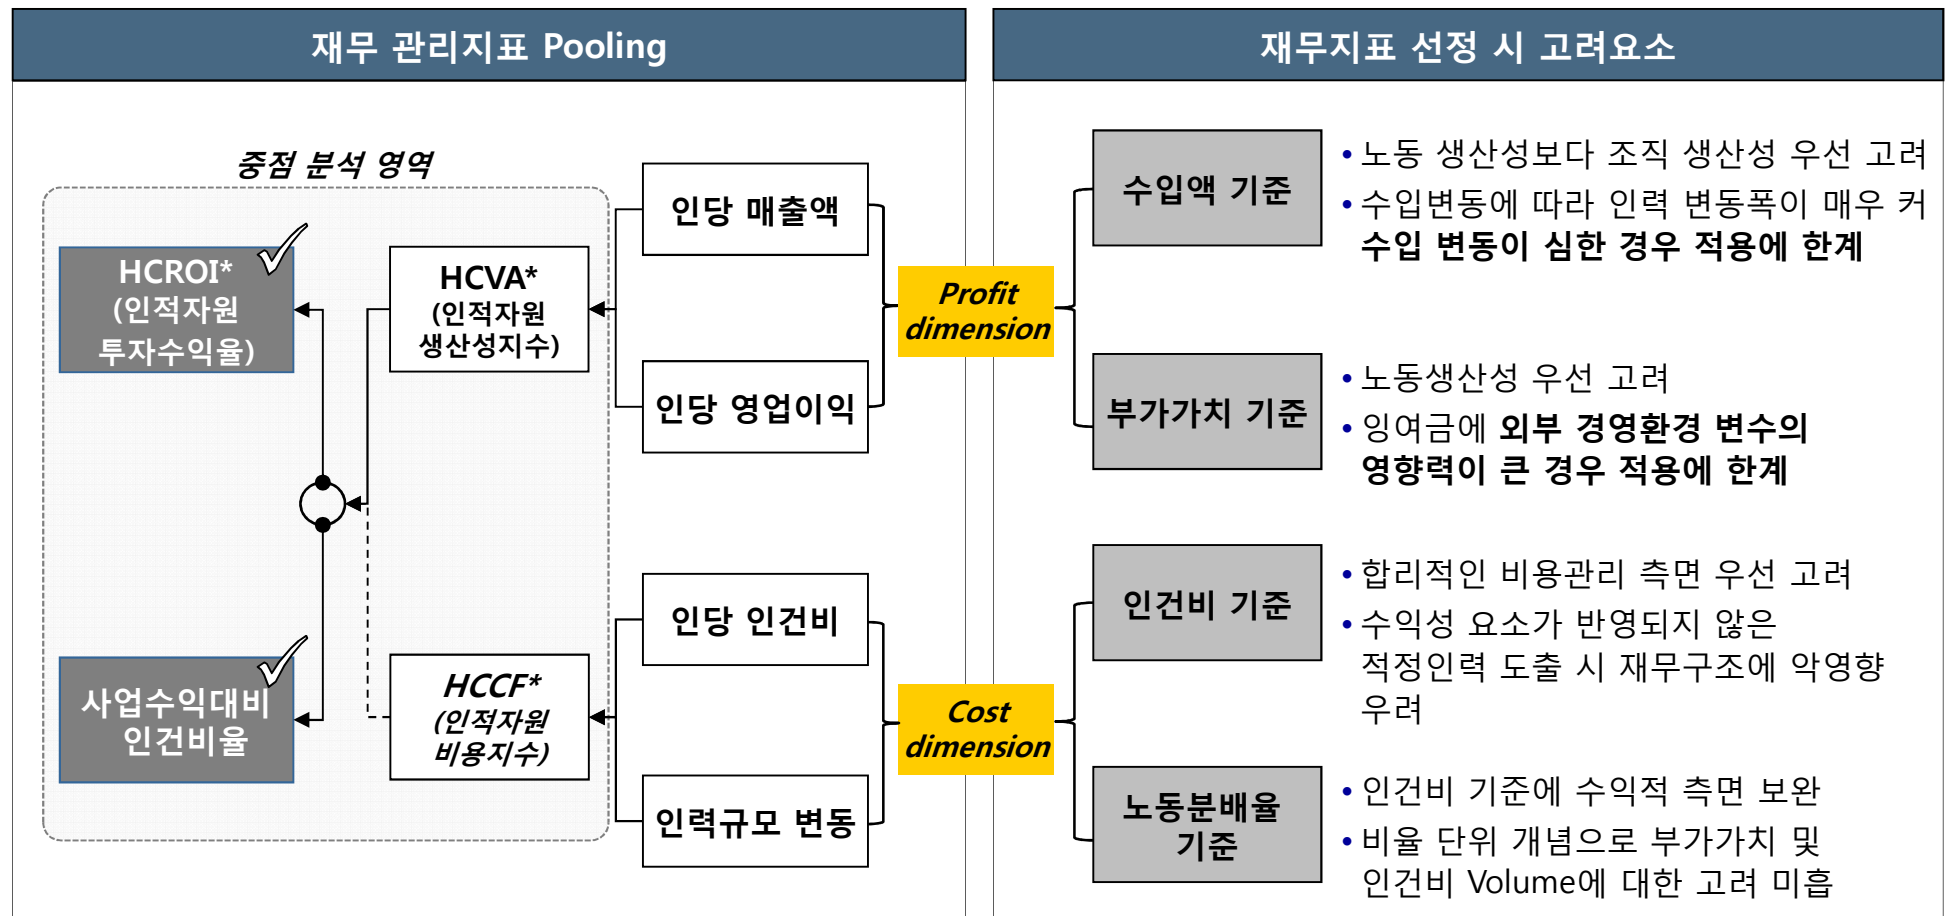 재무 관리지표 Pooling
중점 분석 영역
HCROI*
(인적자원
투자수익율)
HCVA*
(인적자원
생산성지수)
인당 매출액
인당 영업이익
Profit
dimension
사업수익대비
인건비율
HCCF*
(인적자원
비용지수)
인당 인건비
인력규모 변동
Cost
dimension
재무지표 선정 시 고려요소
수입액 기준
• 노동 생산성보다 조직 생산성 우선 고려
• 수입변동에 따라 인력 변동폭이 매우 커
수입 변동이 심한 경우 적용에 한계
부가가치 기준
• 노동생산성 우선 고려
• 잉여금에 외부 경영환경 변수의
영향력이 큰 경우 적용에 한계
인건비 기준
• 합리적인 비용관리 측면 우선 고려
• 수익성 요소가 반영되지 않은
적정인력 도출 시 재무구조에 악영향
우려
노동분배율
기준
• 인건비 기준에 수익적 측면 보완
• 비율 단위 개념으로 부가가치 및
인건비 Volume에 대한 고려 미흡